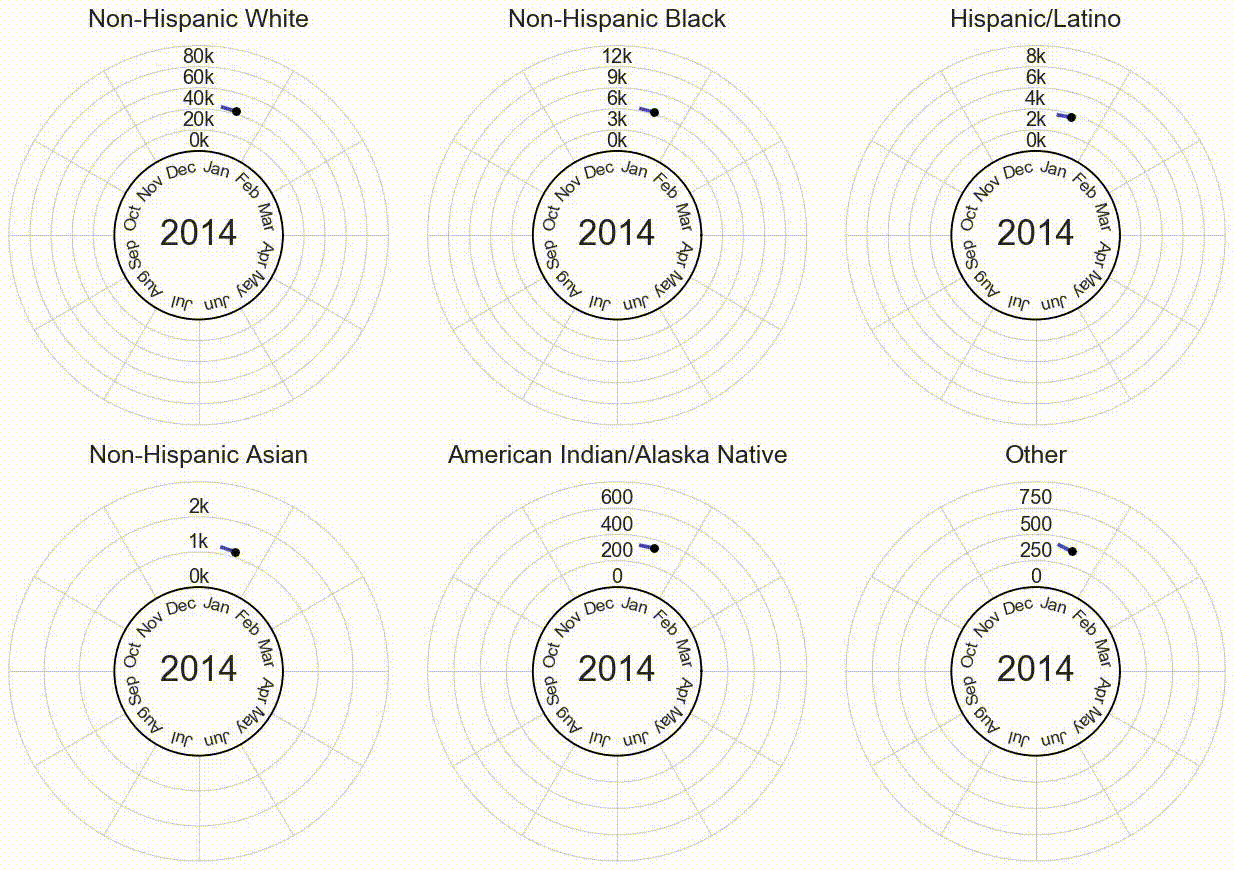 Non-Hispanic White
80k
60k
40k
20k
0k
Jan Feb Mar Apr May Jun Jul Aug Sep Oct Nov Dec
2014
Non-Hispanic Black
12k
9k
6k
3k
0k
Jan Feb Mar Apr May Jun Jul Aug Sep Oct Nov Dec
2014
Hispanic/Latino
8k
6k
4k
2k
0k
Jan Feb Mar Apr May Jun Jul Aug Sep Oct Nov Dec
2014
Non-Hispanic Asian
2k
1k
0k
Jan Feb Mar Apr May Jun Jul Aug Sep Oct Nov Dec
2014
American Indian/Alaska Native
600
400
200
0
Jan Feb Mar Apr May Jun Jul Aug Sep Oct Nov Dec
2014
Other
750
500
250
0
Jan Feb Mar Apr May Jun Jul Aug Sep Oct Nov Dec
2014